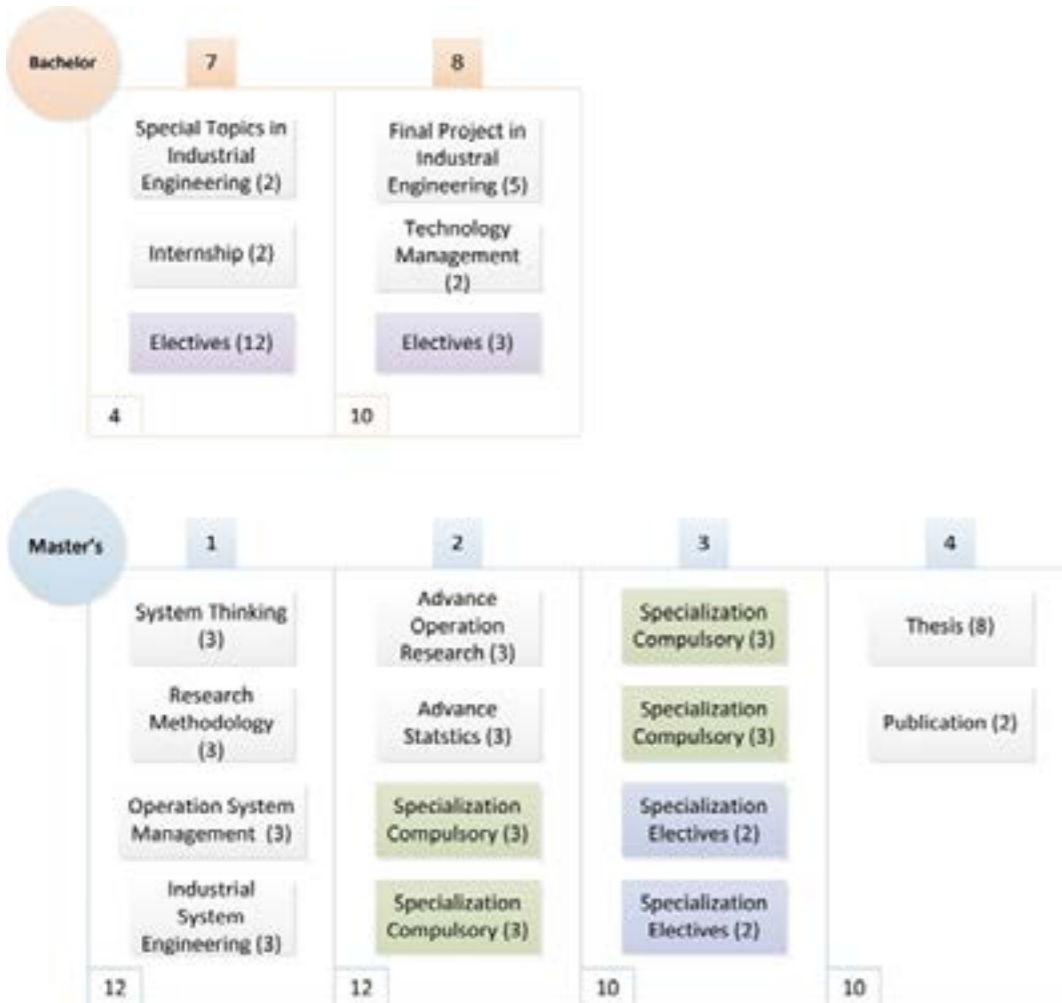 Bachelor
7
8
Special Topics in
Industrial
Engineering (2)
Final Project in
Industral
Engineering (5)
Internship (2)
Technology
Management
(2)
Electives (12)
Electives (3)
4
10
Master's
1
2
3
4
System Thinking
(3)
Advance
Operation
Research (3)
Specialization
Compulsory (3)
Thesis (8)
Research
Methodology
(3)
Advance
Statstics (3)
Specialization
Compulsory (3)
Publication (2)
Operation System
Management (3)
Specialization
Compulsory (3)
Specialization
Electives (2)
Industrial
System
Engineering (3)
Specialization
Compulsory (3)
Specialization
Electives (2)
12
12
10
10